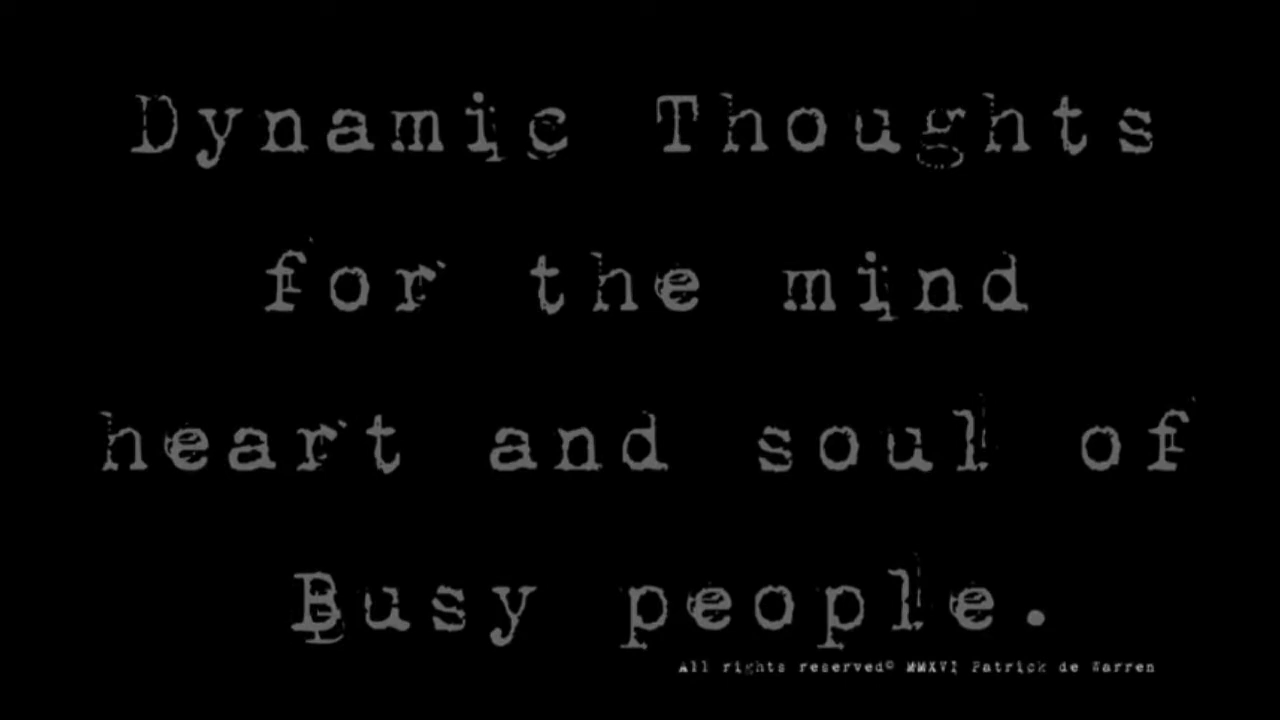 Dynamic Thoughts
for the mind
heart and soul of
Busy people.
All rights reserved© MMXVI Patrick de Warren